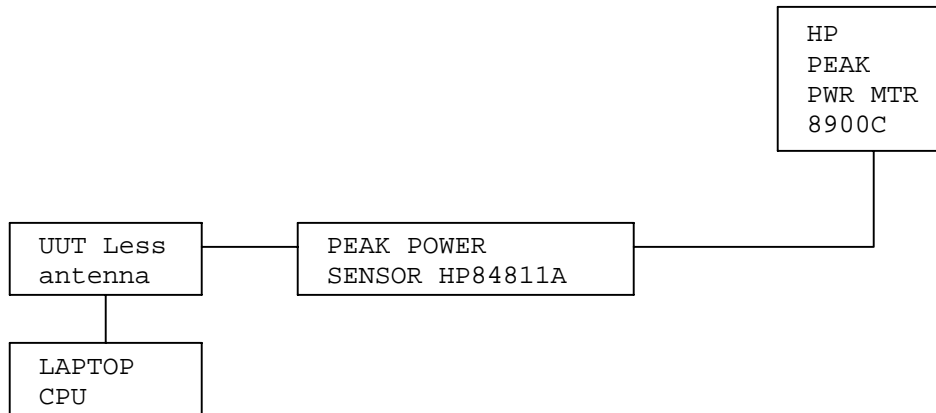 HP
PEAK
PWR MTR
8900C
UUT Less
antenna
PEAK POWER
SENSOR HP84811A
LAPTOP
CPU